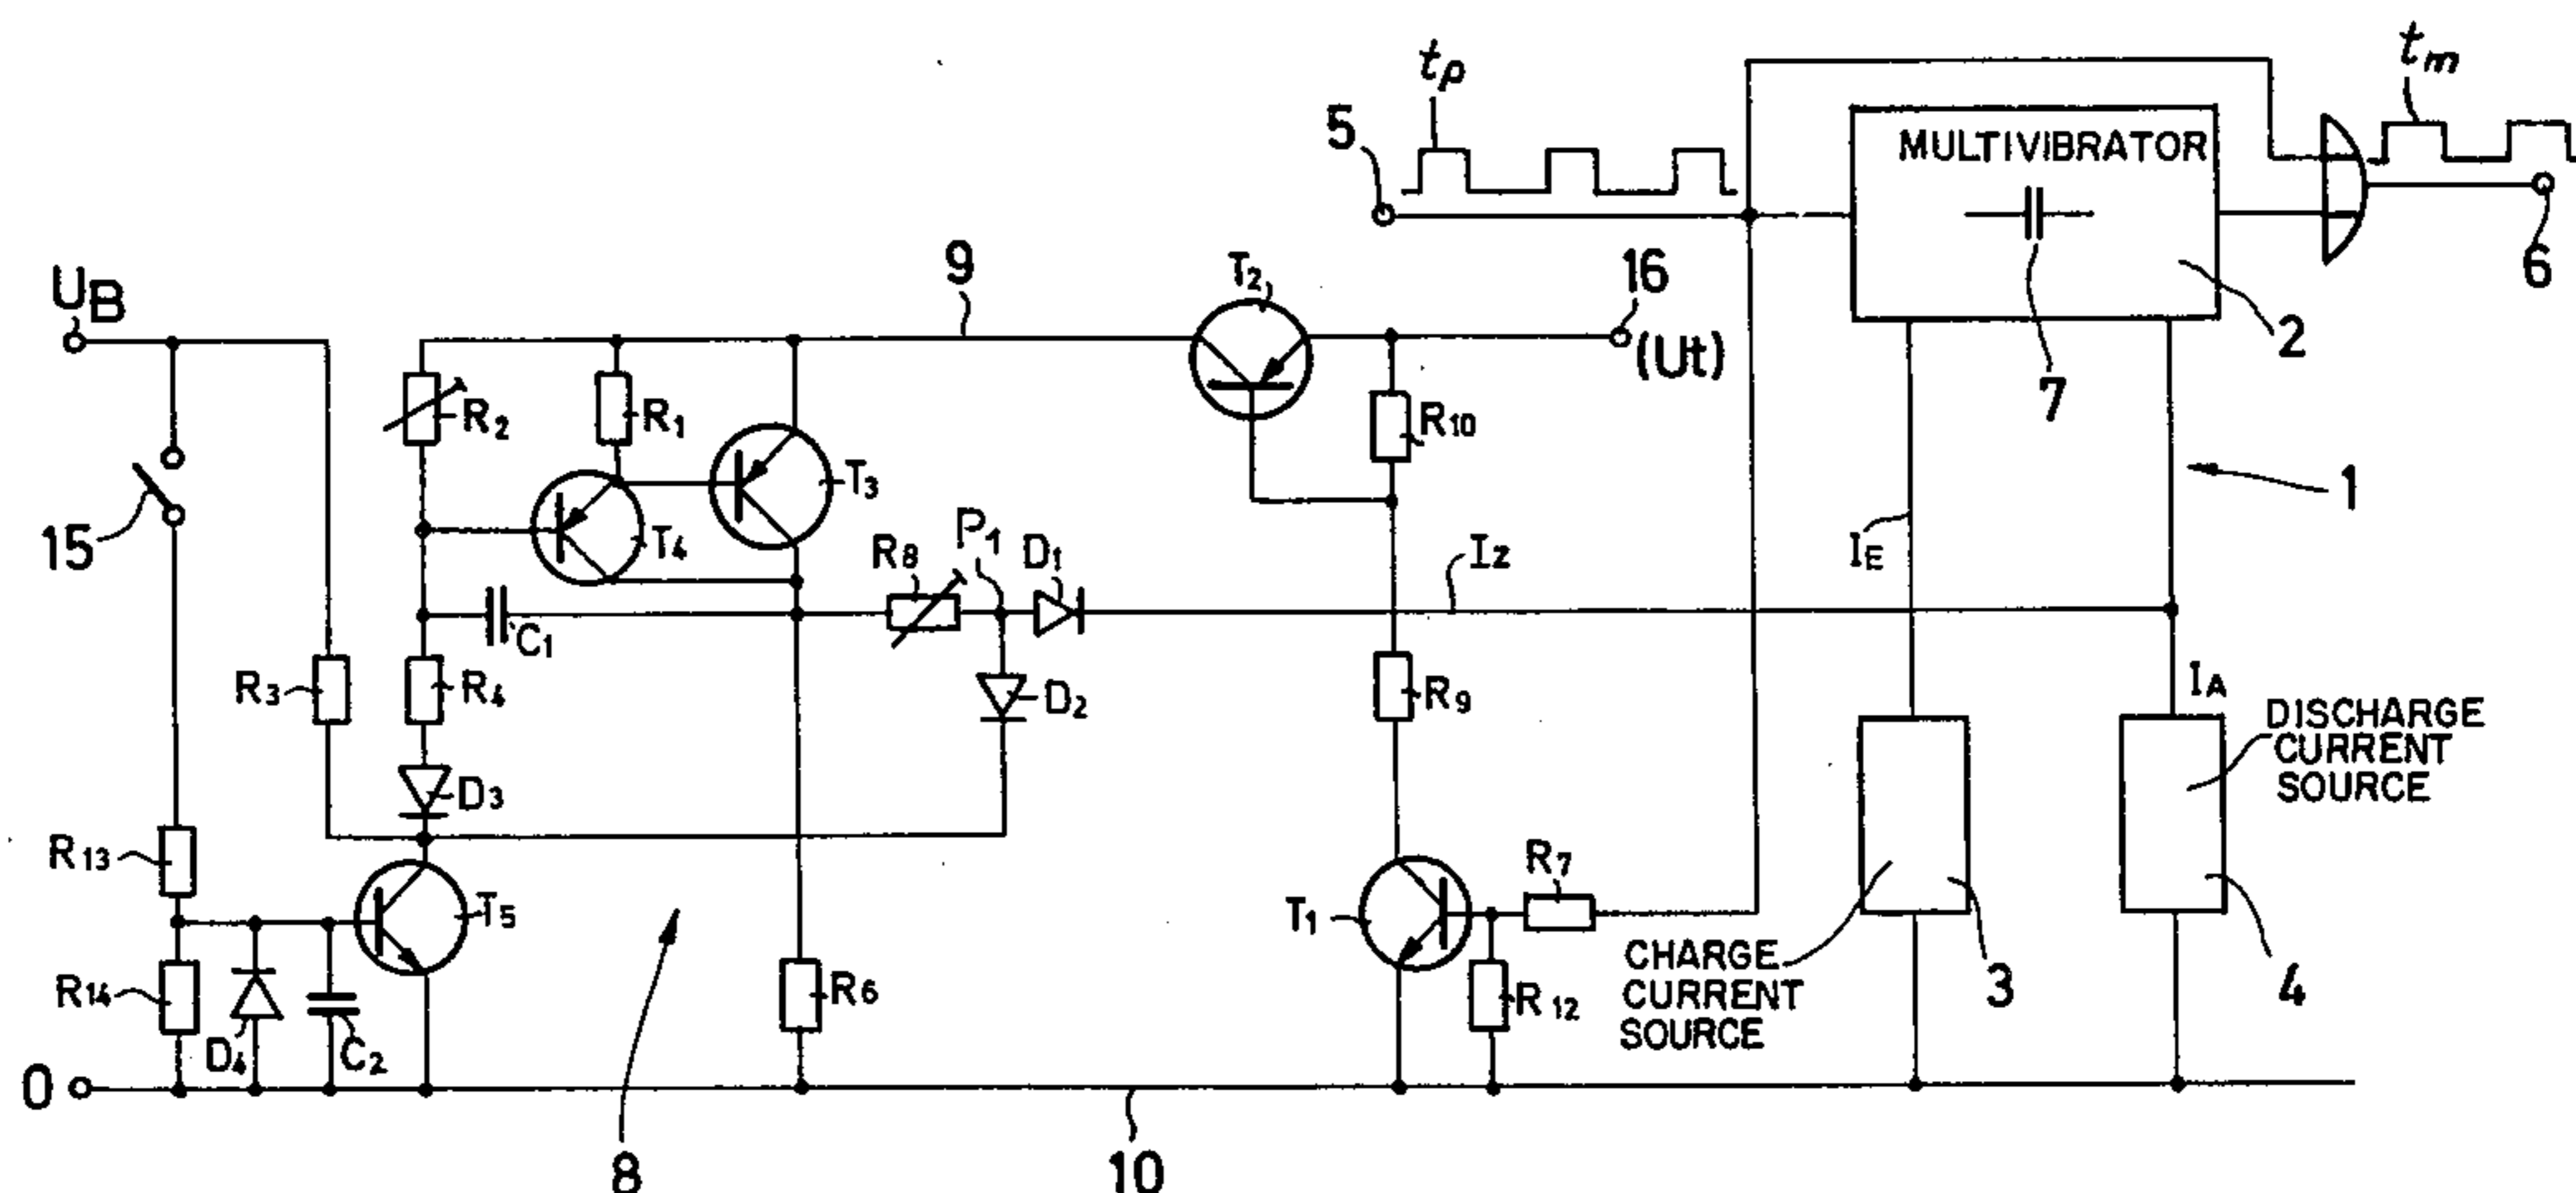 tp
tm
5
MULTIVIBRATOR
UB
9
T2
16
(Ut)
7
2
6
R2
R1
T3
R10
1
15
T4
R8
P1
D1
Iz
IE
C1
R3
R4
D2
R9
IA
DISCHARGE
CURRENT
SOURCE
D3
R13
R7
T5
T1
R14
D4
C2
R6
R12
CHARGE
CURRENT
SOURCE
3
4
0
8
10